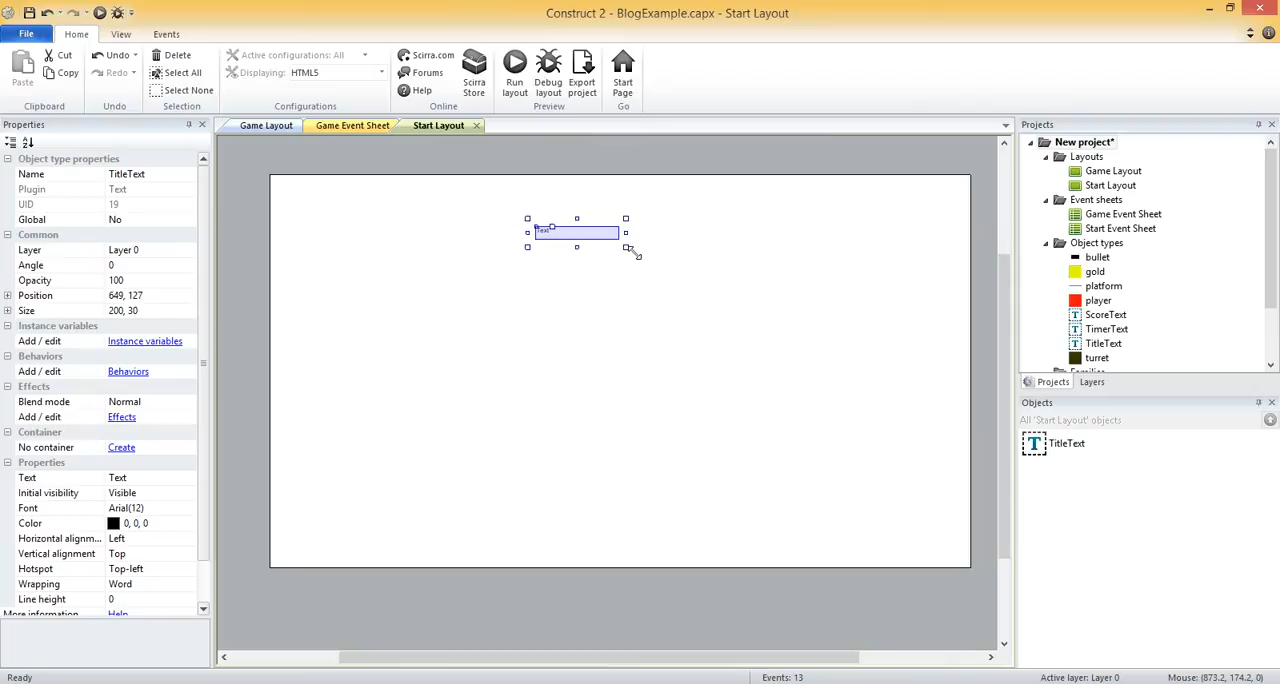 Construct 2 - BlogExample.capx - Start Layout
File Home View Events
Paste
Cut
Copy
Clipboard
Undo
Redo
Undo
Delete
Select All
Select None
Selection
Active configurations: All
Displaying: HTML5
Configurations
Scirra.com
Forums
Help
Scirra Store
Online
Run layout
Debug layout
Export project
Preview
Start Page
Go
Properties
Game Layout Game Event Sheet Start Layout
Projects
Object type properties
Name TitleText
Plugin Text
UID 19
Global No
Common
Layer Layer 0
Angle 0
Opacity 100
Position 649, 127
Size 200, 30
Instance variables
Add / edit Instance variables
Behaviors
Add / edit Behaviors
Effects
Blend mode Normal
Add / edit Effects
Container
No container Create
Properties
Text Text
Initial visibility Visible
Font Arial(12)
Color 0, 0, 0
Horizontal alignm... Left
Vertical alignment Top
Hotspot Top-left
Wrapping Word
Line height 0
More information Help
Text
New project*
Layouts
Game Layout
Start Layout
Event sheets
Game Event Sheet
Start Event Sheet
Object types
bullet
gold
platform
player
ScoreText
TimerText
TitleText
turret
Families
Projects Layers
Objects
All 'Start Layout' objects
TitleText
Ready Events: 13 Active layer: Layer 0 Mouse: (873.2, 174.2, 0)